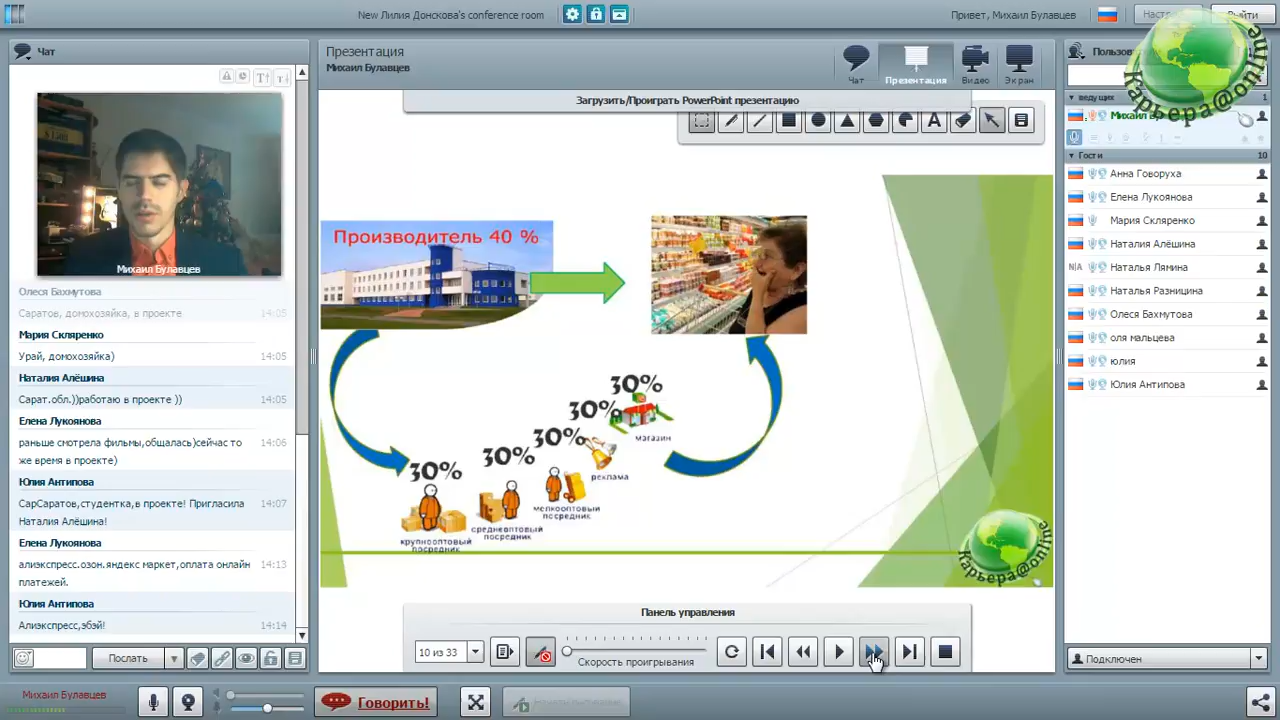 New Лилия Донскова's conference room
Привет, Михаил Булавцев
Выйти
Чат
Михаил Булавцев
Олеся Бахмутова
Саратов, домохозяйка, в проекте 14:05
Мария Скляренко
Урай, домохозяйка) 14:05
Наталия Алёшина
Сарат.обл.))работаю в проекте )) 14:05
Елена Лукоянова
раньше смотрела фильмы,общалась)сейчас то 14:06
же время в проекте)
Юлия Антипова
СарСаратов,студентка,в проекте! Пригласила 14:07
Наталия Алёшина!
Елена Лукоянова
алиэкспресс.озон.яндекс маркет,оплата онлайн 14:13
платежей.
Юлия Антипова
Алиэкспресс,эбэй! 14:14
Послать
Презентация
Михаил Булавцев
Чат
Презентация
Видео
Экран
Загрузить/Проиграть PowerPoint презентацию
Производитель 40 %
30%
30%
30%
30%
30%
магазин
реклама
мелкооптовый
посредник
среднеоптовый
посредник
крупнооптовый
посредник
Карьера@online
Панель управления
10 из 33
Скорость проигрывания
Карьера@online
ведущих 1
Михаил
Гости 10
Анна Говоруха
Елена Лукоянова
Мария Скляренко
Наталия Алёшина
N/A Наталья Лямина
Наталья Разницина
Олеся Бахмутова
оля мальцева
юлия
Юлия Антипова
Подключен
Михаил Булавцев
Говорить!